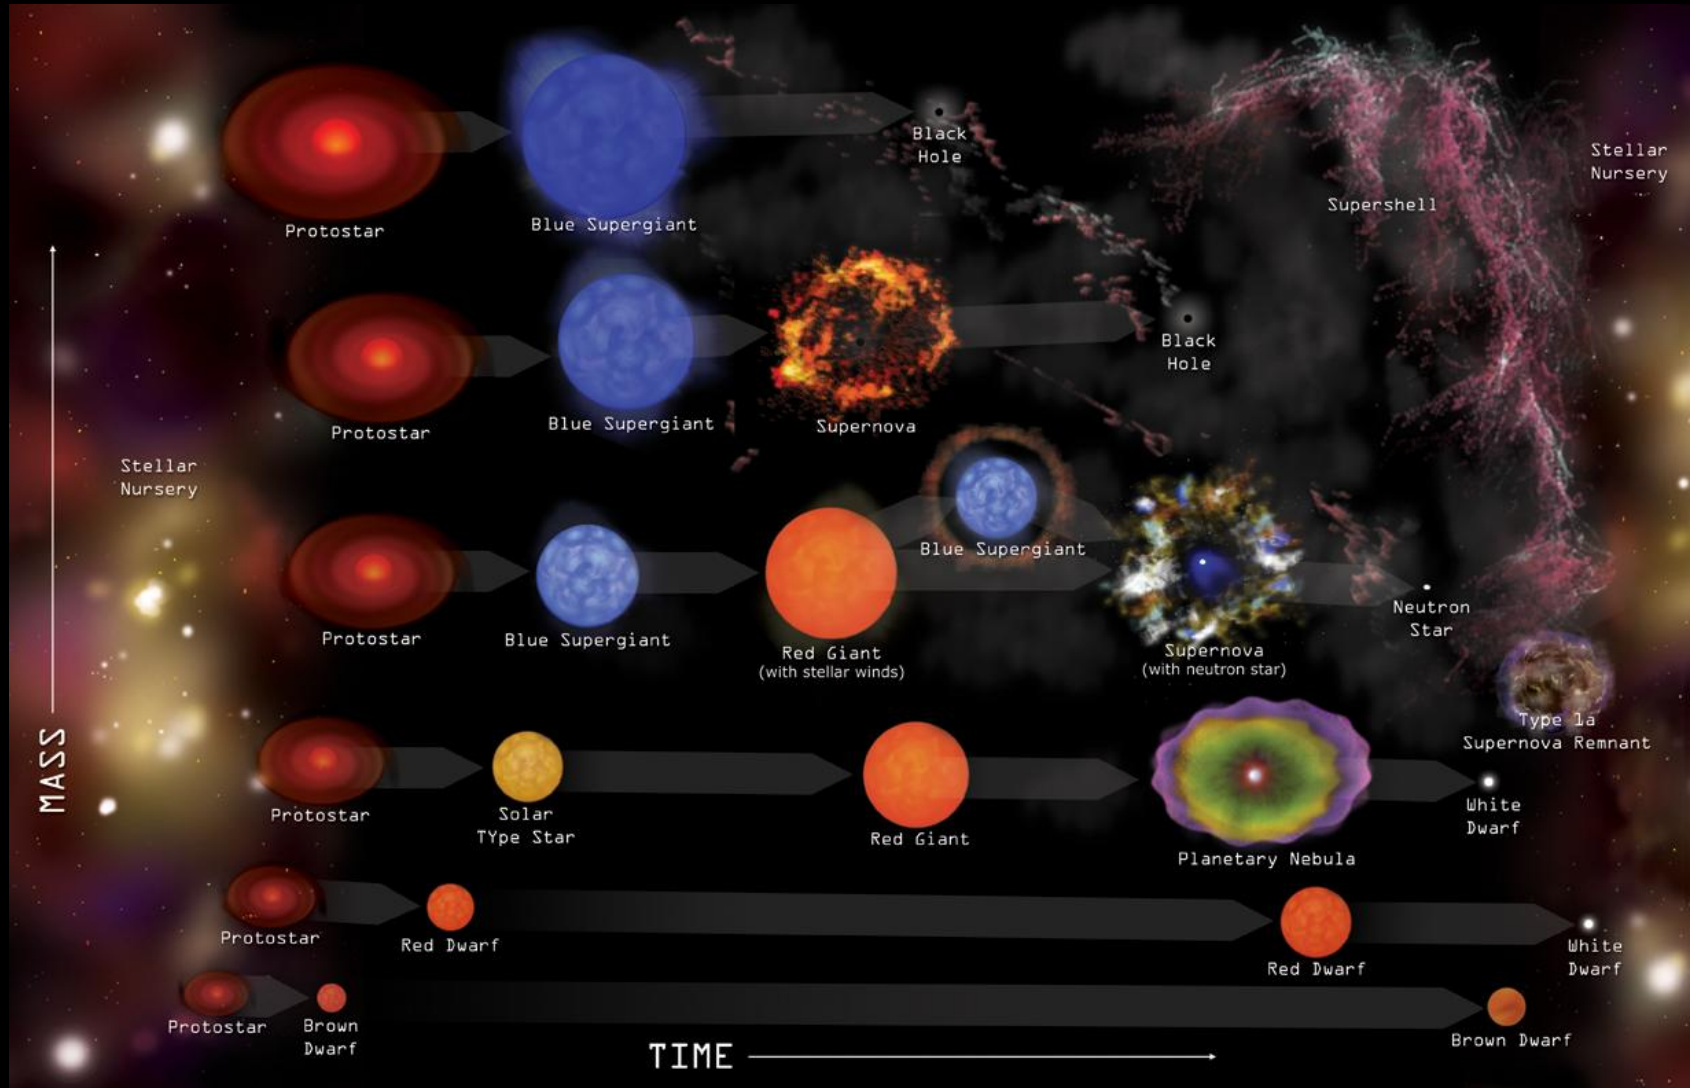 Protostar
Blue Supergiant
Black
Hole
Supershell
Stellar
Nursery
Protostar
Blue Supergiant
Supernova
Black
Hole
Stellar
Nursery
Protostar
Blue Supergiant
Red Giant
(with stellar winds)
Blue Supergiant
Supernova
(with neutron star)
Neutron
Star
Type 1a
Supernova Remnant
MASS
Protostar
Solar
TYpe Star
Red Giant
Planetary Nebula
White
Dwarf
Protostar
Red Dwarf
Red Dwarf
White
Dwarf
Protostar
Brown
Dwarf
Brown Dwarf
TIME